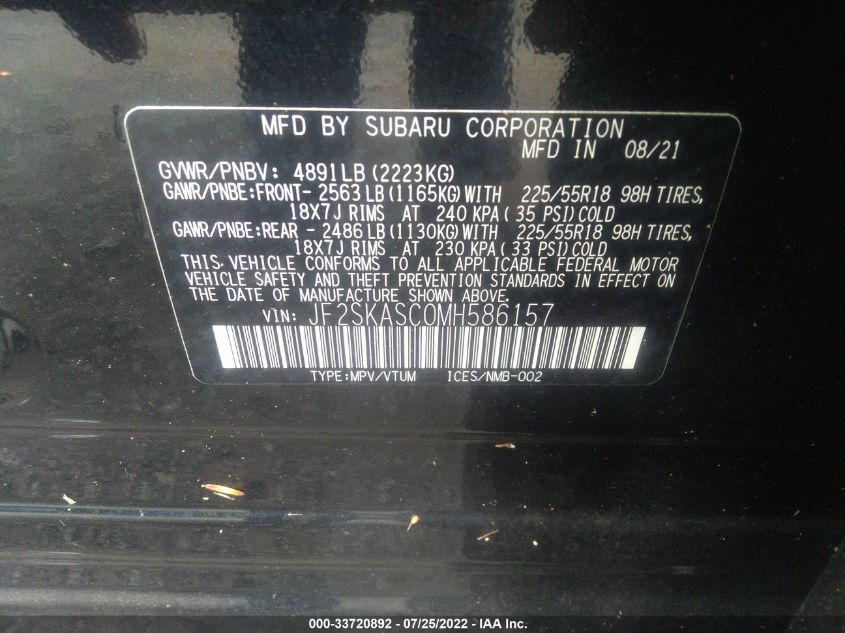 MFD BY SUBARU CORPORATION
MFD IN 08/21
GVWR/PNBV: 4891LB (2223KG)
GAWR/PNBE:FRONT- 2563LB (1165KG)WITH 225/55R18 98H TIRES,
18X7J RIMS AT 240 KPA ( 35 PSI)COLD
GAWR/PNBE:REAR - 2486LB (1130KG)WITH 225/55R18 98H TIRES,
18X7J RIMS AT 230 KPA ( 33 PSI)COLD
THIS VEHICLE CONFORMS TO ALL APPLICABLE FEDERAL MOTOR
VEHICLE SAFETY AND THEFT PREVENTION STANDARDS IN EFFECT ON
THE DATE OF MANUFACTURE SHOWN ABOVE.
VIN: JF2SKASC0MH586157
TYPE:MPV/VTUM ICES/NMB-002
000-33720892 - 07/25/2022 - IAA Inc.